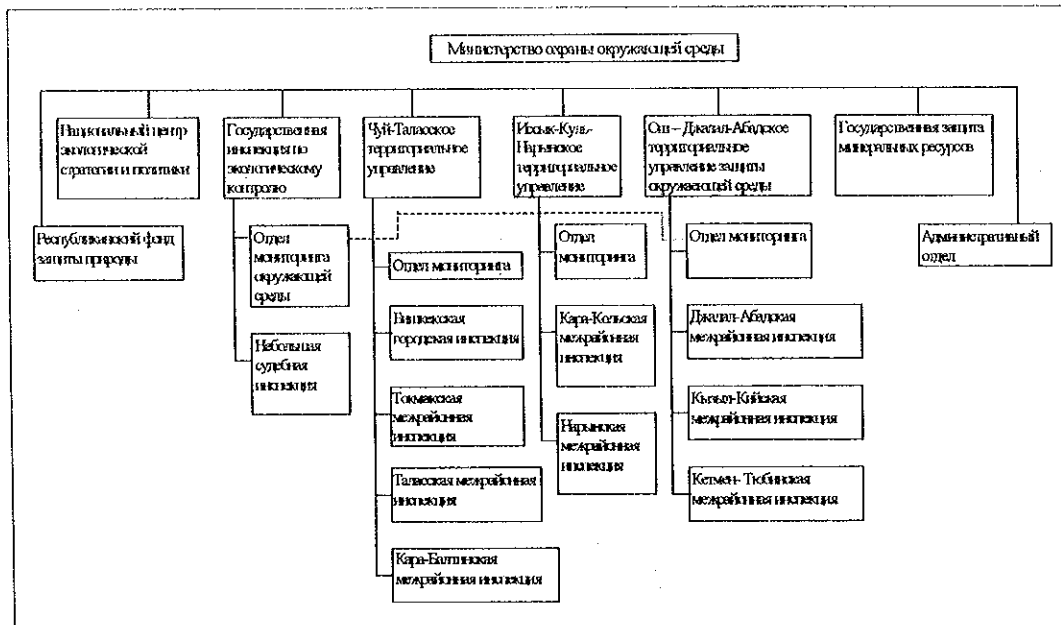 Министерство охраны окружающей среды
Национальный центр
экологической
стратегии и политики
Государственная
инспекция по
экологическому
контролю
Чуй-Таласское
территориальное
управление
Иссык-Куль-
Нарынское
территориальное
управление
Ош – Джалил-Абадское
территориальное
управление защиты
окружающей среды
Государственная защита
минеральных ресурсов
Республиканский фонд
защиты природы
Отдел
мониторинга
окружающей
среды
Небольшая
судебная
инспекция
Отдел мониторинга
Бишкекская
городская инспекция
Токмакская
межрайонная
инспекция
Таласская межрайонная
инспекция
Кара-Балтинская
межрайонная инспекция
Отдел
мониторинга
Кара-Кольская
межрайонная
инспекция
Нарынская
межрайонная
инспекция
Отдел мониторинга
Джалил-Абадская
межрайонная инспекция
Кызыл-Кийская
межрайонная инспекция
Кетмен- Тюбинская
межрайонная инспекция
Административный
отдел